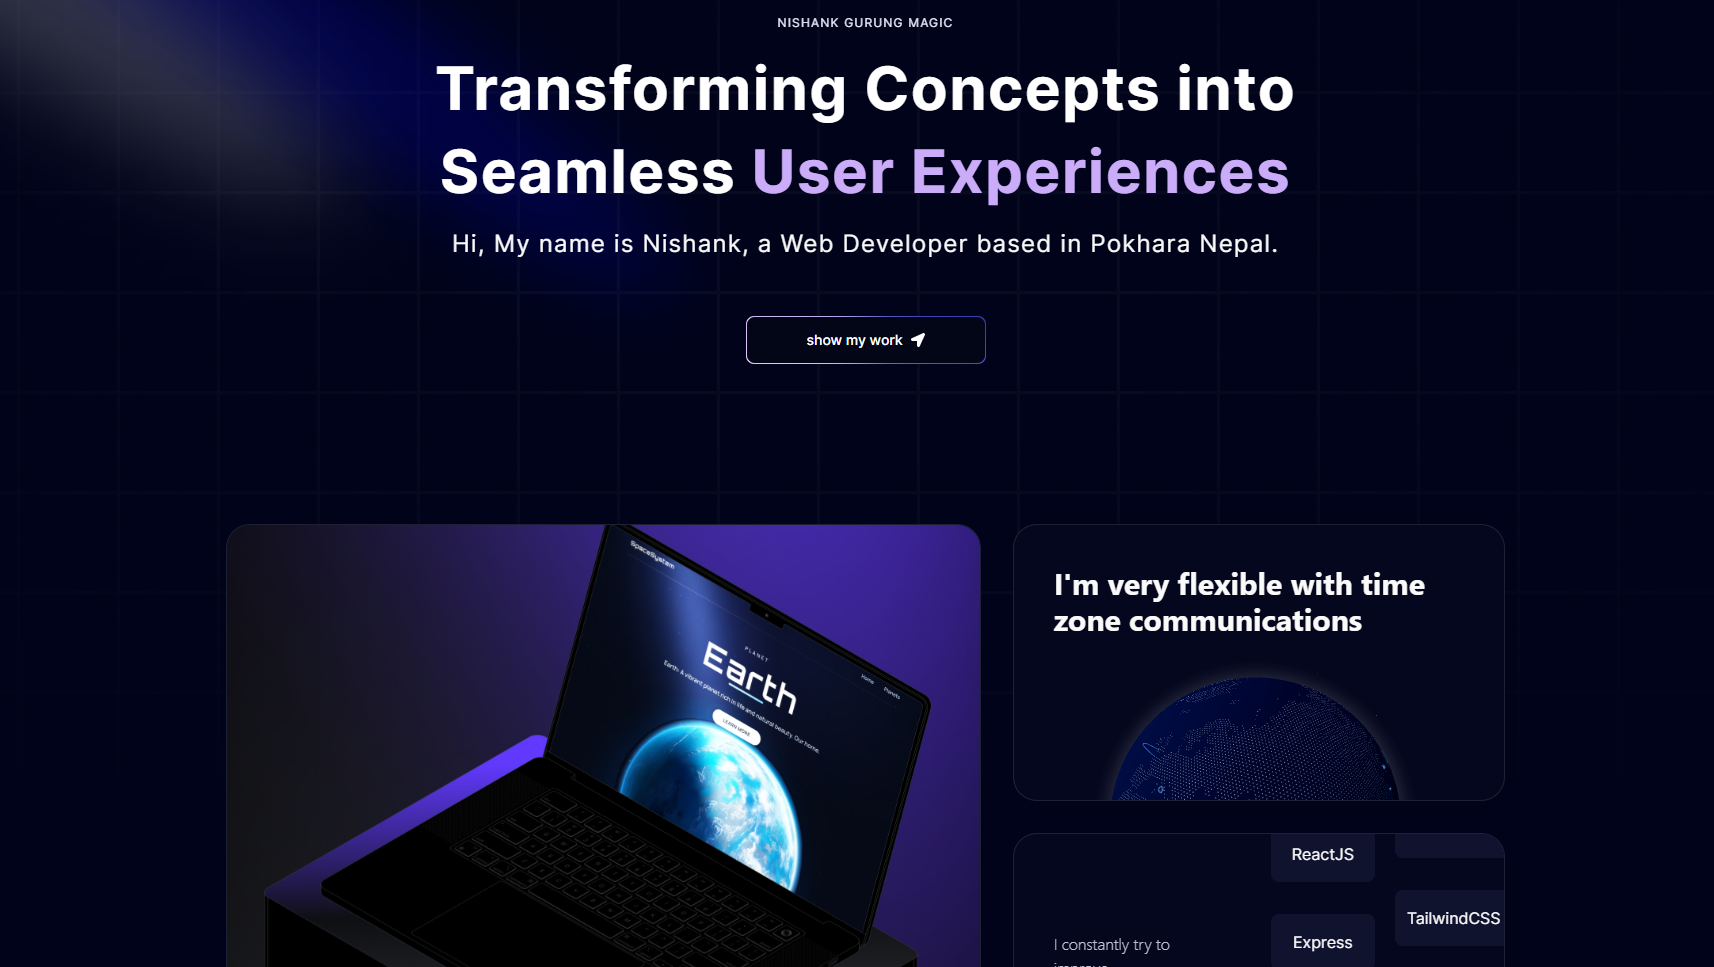 NISHANK GURUNG MAGIC
Transforming Concepts into
Seamless User Experiences
Hi, My name is Nishank, a Web Developer based in Pokhara Nepal.
show my work
SpaceSystem
Home Planets
PLANET
Earth
Earth: A vibrant planet rich in life and natural beauty. Our home.
LEARN MORE
I'm very flexible with time
zone communications
ReactJS
TailwindCSS
Express
I constantly try to
improve